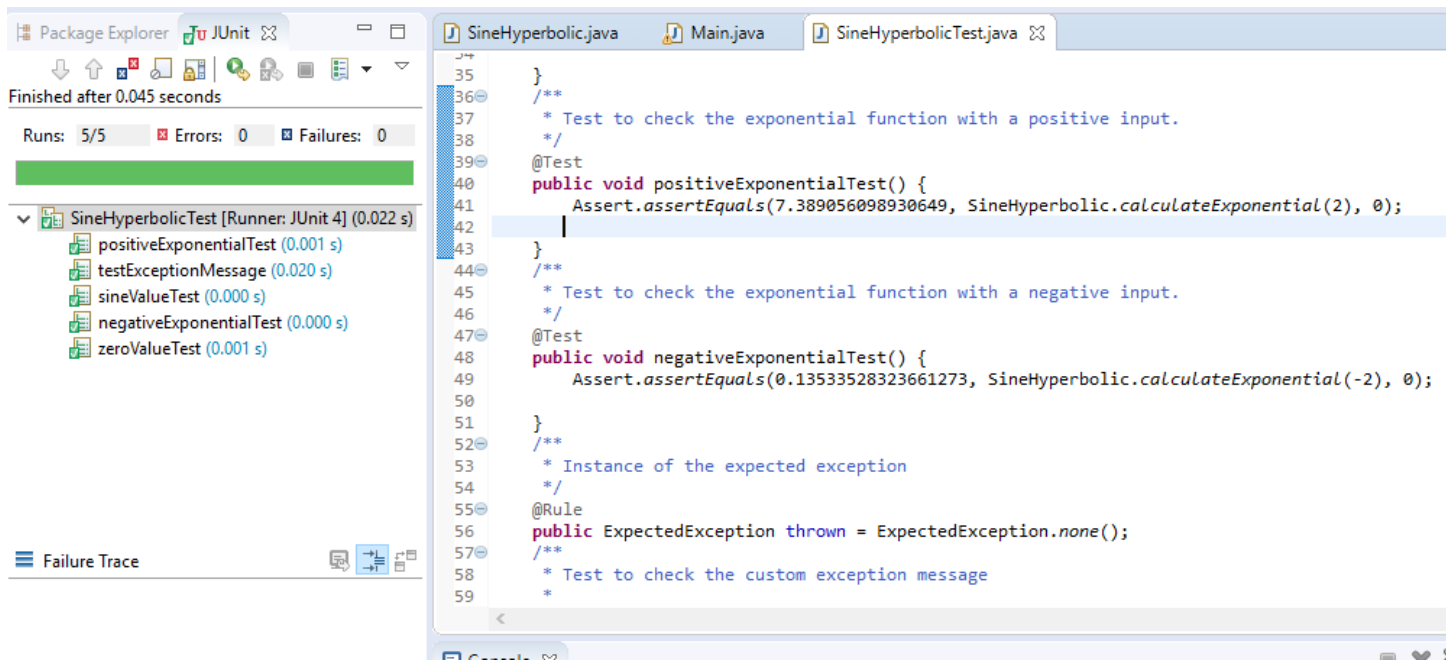 Package Explorer JUnit
Finished after 0.045 seconds
Runs: 5/5 Errors: 0 Failures: 0
SineHyperbolicTest [Runner: JUnit 4] (0.022 s)
positiveExponentialTest (0.001 s)
testExceptionMessage (0.020 s)
sineValueTest (0.000 s)
negativeExponentialTest (0.000 s)
zeroValueTest (0.001 s)
Failure Trace
SineHyperbolic.java Main.java SineHyperbolicTest.java
34
35 }
36 /**
37 * Test to check the exponential function with a positive input.
38 */
39 @Test
40 public void positiveExponentialTest() {
41 Assert.assertEquals(7.389056098930649, SineHyperbolic.calculateExponential(2), 0);
42
43 }
44 /**
45 * Test to check the exponential function with a negative input.
46 */
47 @Test
48 public void negativeExponentialTest() {
49 Assert.assertEquals(0.13533528323661273, SineHyperbolic.calculateExponential(-2), 0);
50
51 }
52 /**
53 * Instance of the expected exception
54 */
55 @Rule
56 public ExpectedException thrown = ExpectedException.none();
57 /**
58 * Test to check the custom exception message
59 *
Console